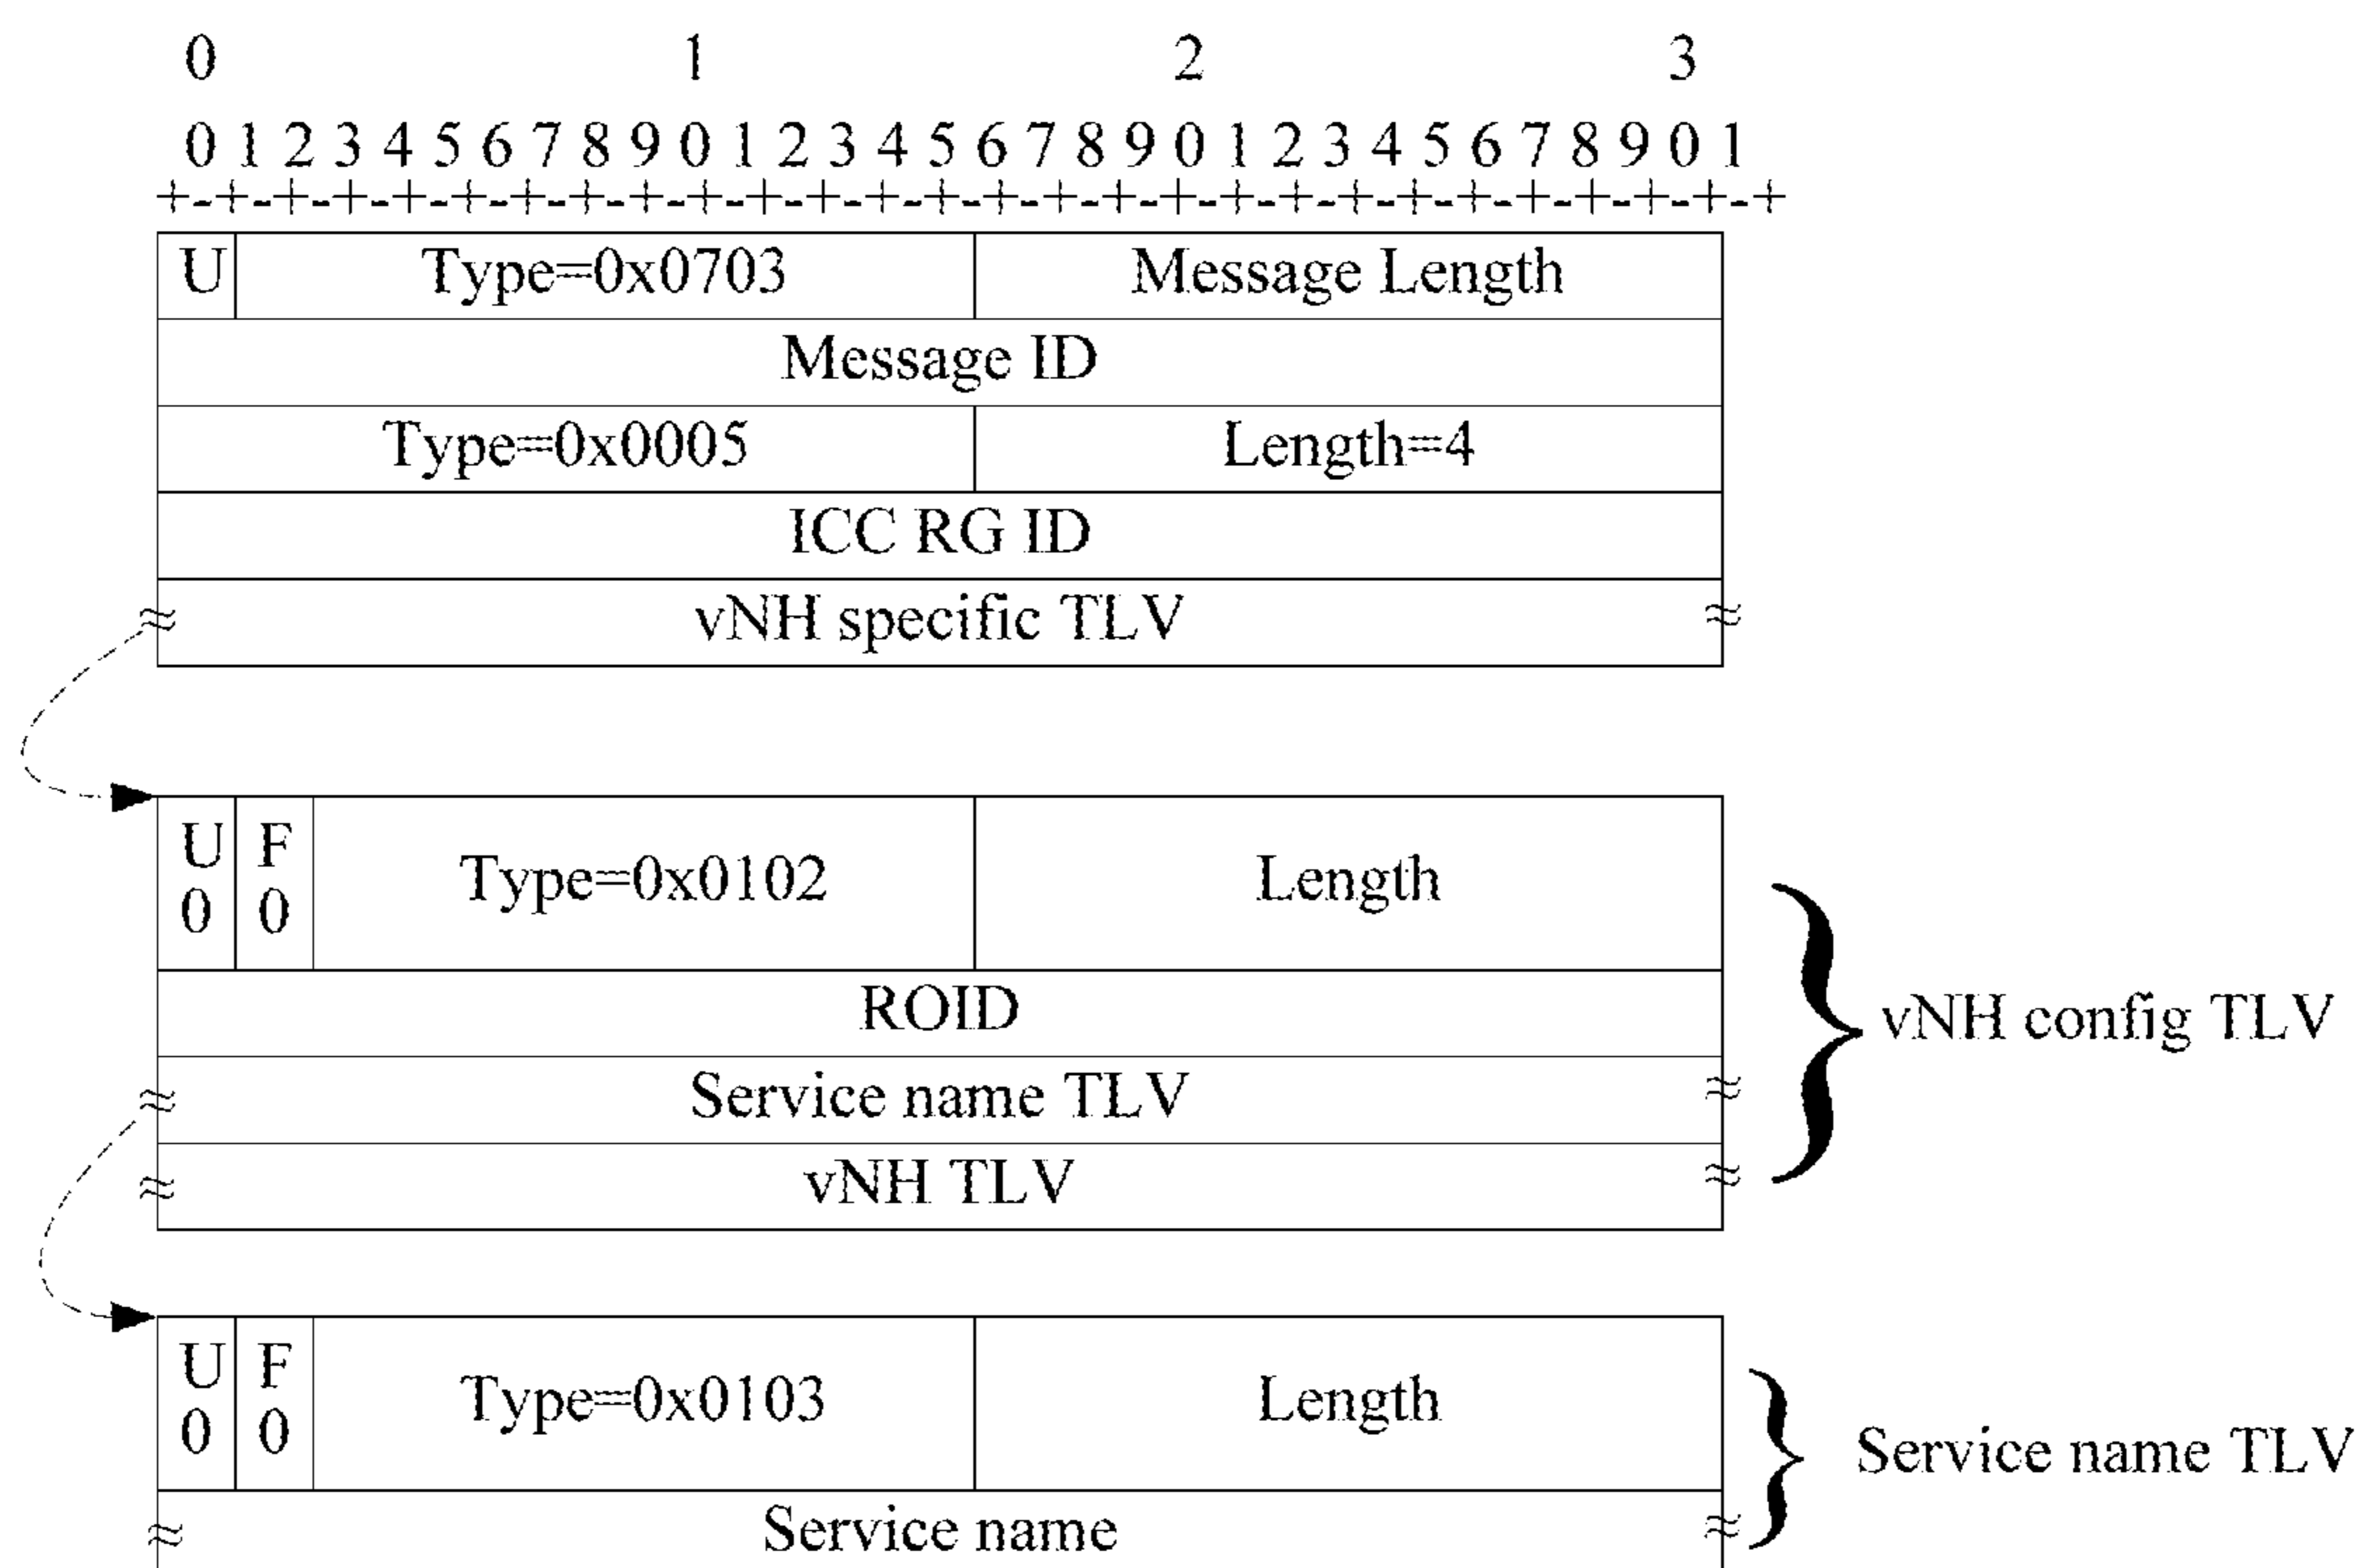 0 1 2 3
0 1 2 3 4 5 6 7 8 9 0 1 2 3 4 5 6 7 8 9 0 1 2 3 4 5 6 7 8 9 0 1
+-+-+-+-+-+-+-+-+-+-+-+-+-+-+-+-+-+-+-+-+-+-+-+-+-+-+-+
U Type=0x0703 Message Length
Message ID
Type=0x0005 Length=4
ICC RG ID
≈ vNH specific TLV ≈
U F
0 0
Type=0x0102 Length
ROID
≈ Service name TLV ≈
≈ vNH TLV ≈
vNH config TLV
U F
0 0
Type=0x0103 Length
≈ Service name ≈
Service name TLV